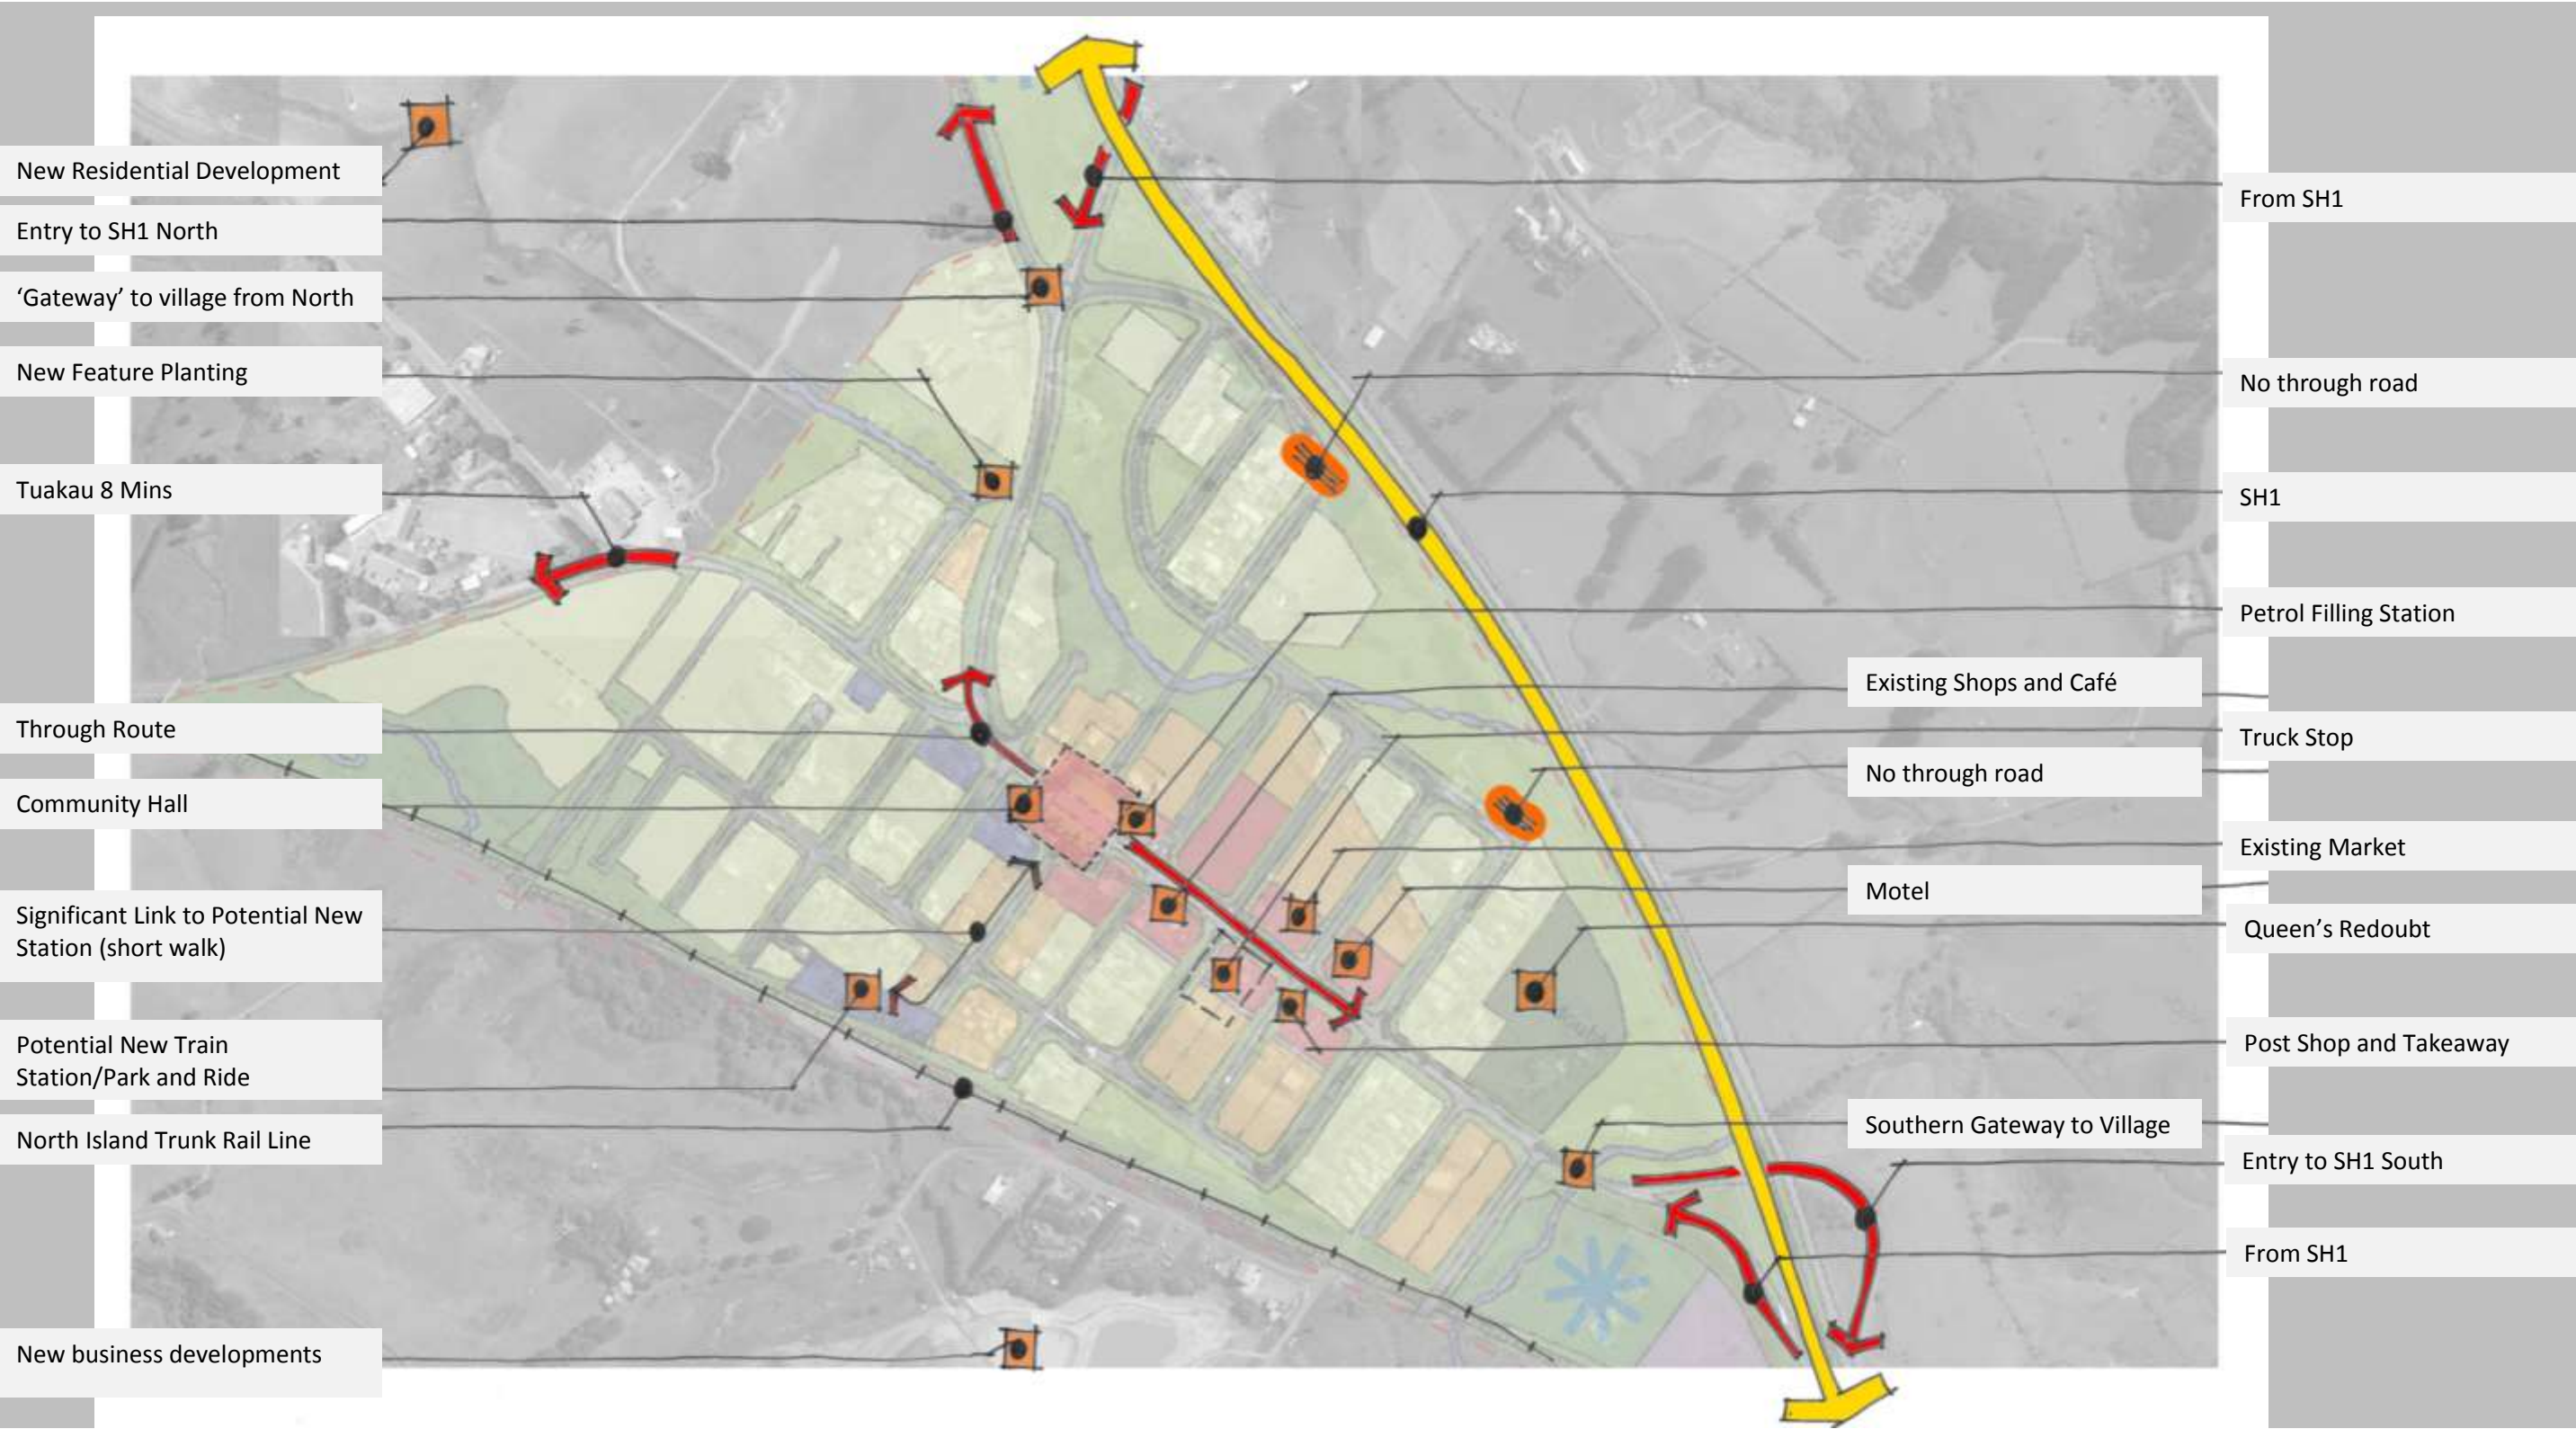 New Residential Development
Entry to SH1 North
‘Gateway’ to village from North
New Feature Planting
Tuakau 8 Mins
Through Route
Community Hall
Significant Link to Potential New
Station (short walk)
Potential New Train
Station/Park and Ride
North Island Trunk Rail Line
New business developments
From SH1
No through road
SH1
Petrol Filling Station
Existing Shops and Café
Truck Stop
No through road
Existing Market
Motel
Queen’s Redoubt
Post Shop and Takeaway
Southern Gateway to Village
Entry to SH1 South
From SH1